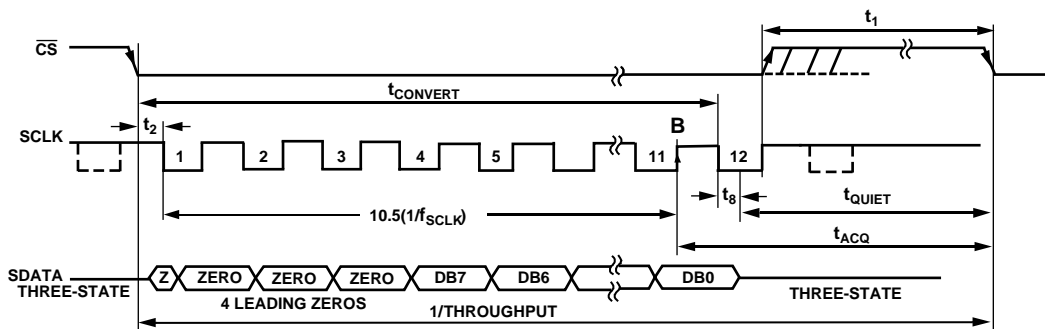 t1
CS
tCONVERT
t2
B
SCLK
1 2 3 4 5 11 12
t8
tQUIET
10.5(1/fSCLK)
tACQ
SDATA
Z ZERO ZERO ZERO DB7 DB6 DB0
THREE-STATE
THREE-STATE
4 LEADING ZEROS
1/THROUGHPUT